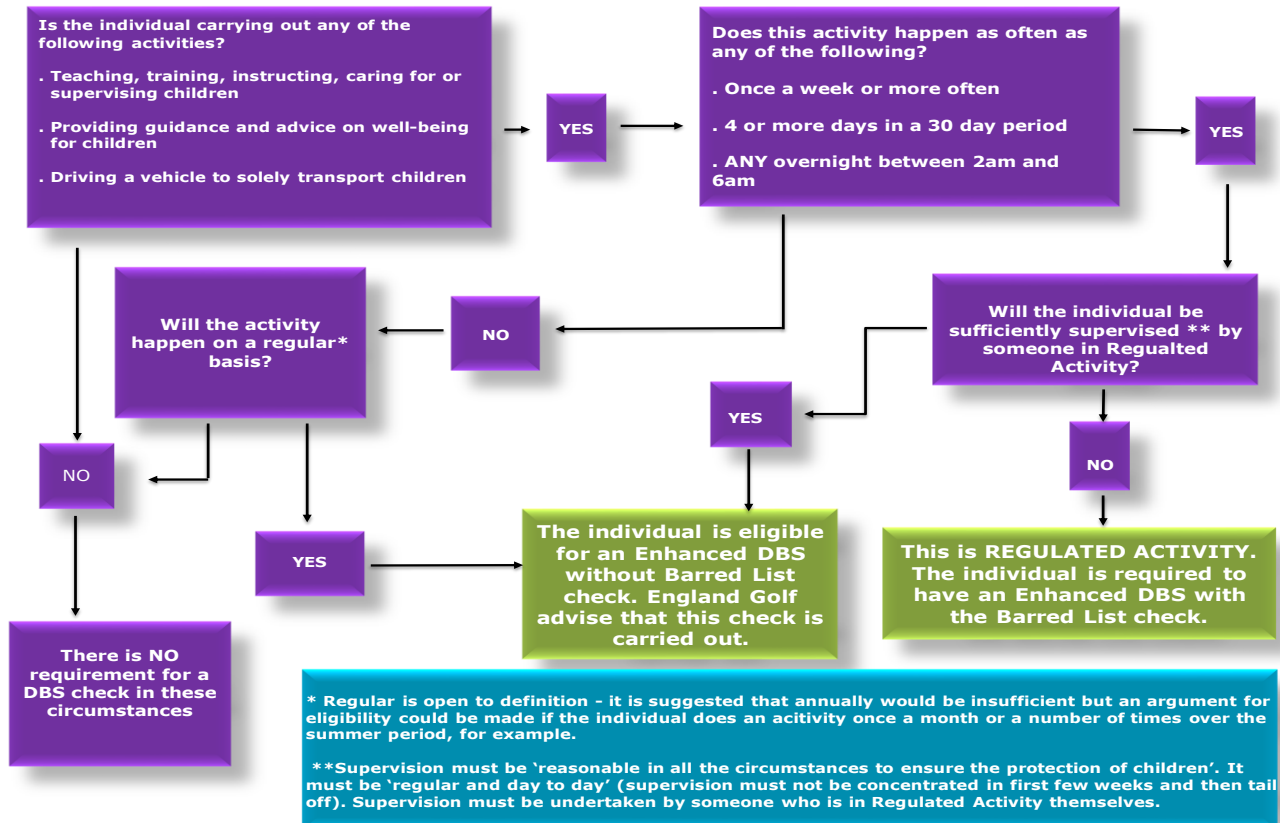 Is the individual carrying out any of the
following activities?
. Teaching, training, instructing, caring for or
supervising children
. Providing guidance and advice on well-being
for children
. Driving a vehicle to solely transport children
YES
Does this activity happen as often as
any of the following?
. Once a week or more often
. 4 or more days in a 30 day period
. ANY overnight between 2am and
6am
YES
Will the activity
happen on a regular*
basis?
NO
Will the individual be
sufficiently supervised ** by
someone in Regualted
Activity?
YES
NO
NO
YES
The individual is eligible
for an Enhanced DBS
without Barred List
check. England Golf
advise that this check is
carried out.
This is REGULATED ACTIVITY.
The individual is required to
have an Enhanced DBS with
the Barred List check.
There is NO
requirement for a
DBS check in these
circumstances
* Regular is open to definition - it is suggested that annually would be insufficient but an argument for
eligibility could be made if the individual does an acitivity once a month or a number of times over the
summer period, for example.
**Supervision must be ‘reasonable in all the circumstances to ensure the protection of children’. It
must be ‘regular and day to day’ (supervision must not be concentrated in first few weeks and then tail
off). Supervision must be undertaken by someone who is in Regulated Activity themselves.